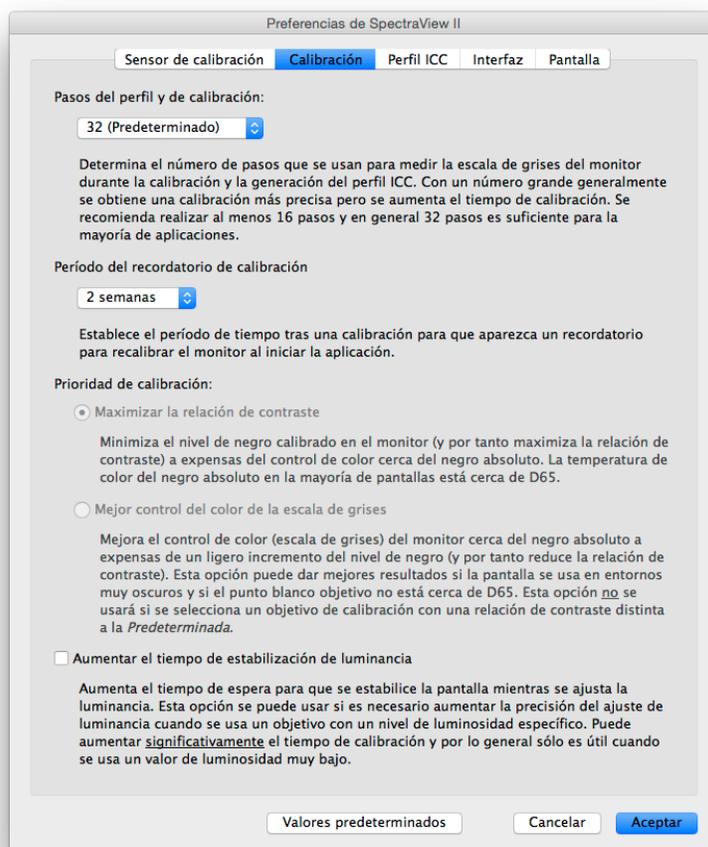 Preferencias de SpectraView II
Sensor de calibración
Calibración
Perfil ICC
Interfaz
Pantalla
Pasos del perfil y de calibración:
32 (Predeterminado)
Determina el número de pasos que se usan para medir la escala de grises del monitor
durante la calibración y la generación del perfil ICC. Con un número grande generalmente
se obtiene una calibración más precisa pero se aumenta el tiempo de calibración. Se
recomienda realizar al menos 16 pasos y en general 32 pasos es suficiente para la
mayoría de aplicaciones.
Período del recordatorio de calibración
2 semanas
Establece el período de tiempo tras una calibración para que aparezca un recordatorio
para recalibrar el monitor al iniciar la aplicación.
Prioridad de calibración:
Maximizar la relación de contraste
Minimiza el nivel de negro calibrado en el monitor (y por tanto maximiza la relación de
contraste) a expensas del control de color cerca del negro absoluto. La temperatura de
color del negro absoluto en la mayoría de pantallas está cerca de D65.
Mejor control del color de la escala de grises
Mejora el control de color (escala de grises) del monitor cerca del negro absoluto a
expensas de un ligero incremento del nivel de negro (y por tanto reduce la relación de
contraste). Esta opción puede dar mejores resultados si la pantalla se usa en entornos
muy oscuros y si el punto blanco objetivo no está cerca de D65. Esta opción no se
usará si se selecciona un objetivo de calibración con una relación de contraste distinta
a la Predeterminada.
Aumentar el tiempo de estabilización de luminancia
Aumenta el tiempo de espera para que se estabilice la pantalla mientras se ajusta la
luminancia. Esta opción se puede usar si es necesario aumentar la precisión del ajuste de
luminancia cuando se usa un objetivo con un nivel de luminosidad específico. Puede
aumentar significativamente el tiempo de calibración y por lo general sólo es útil cuando
se usa un valor de luminosidad muy bajo.
Valores predeterminados
Cancelar
Aceptar